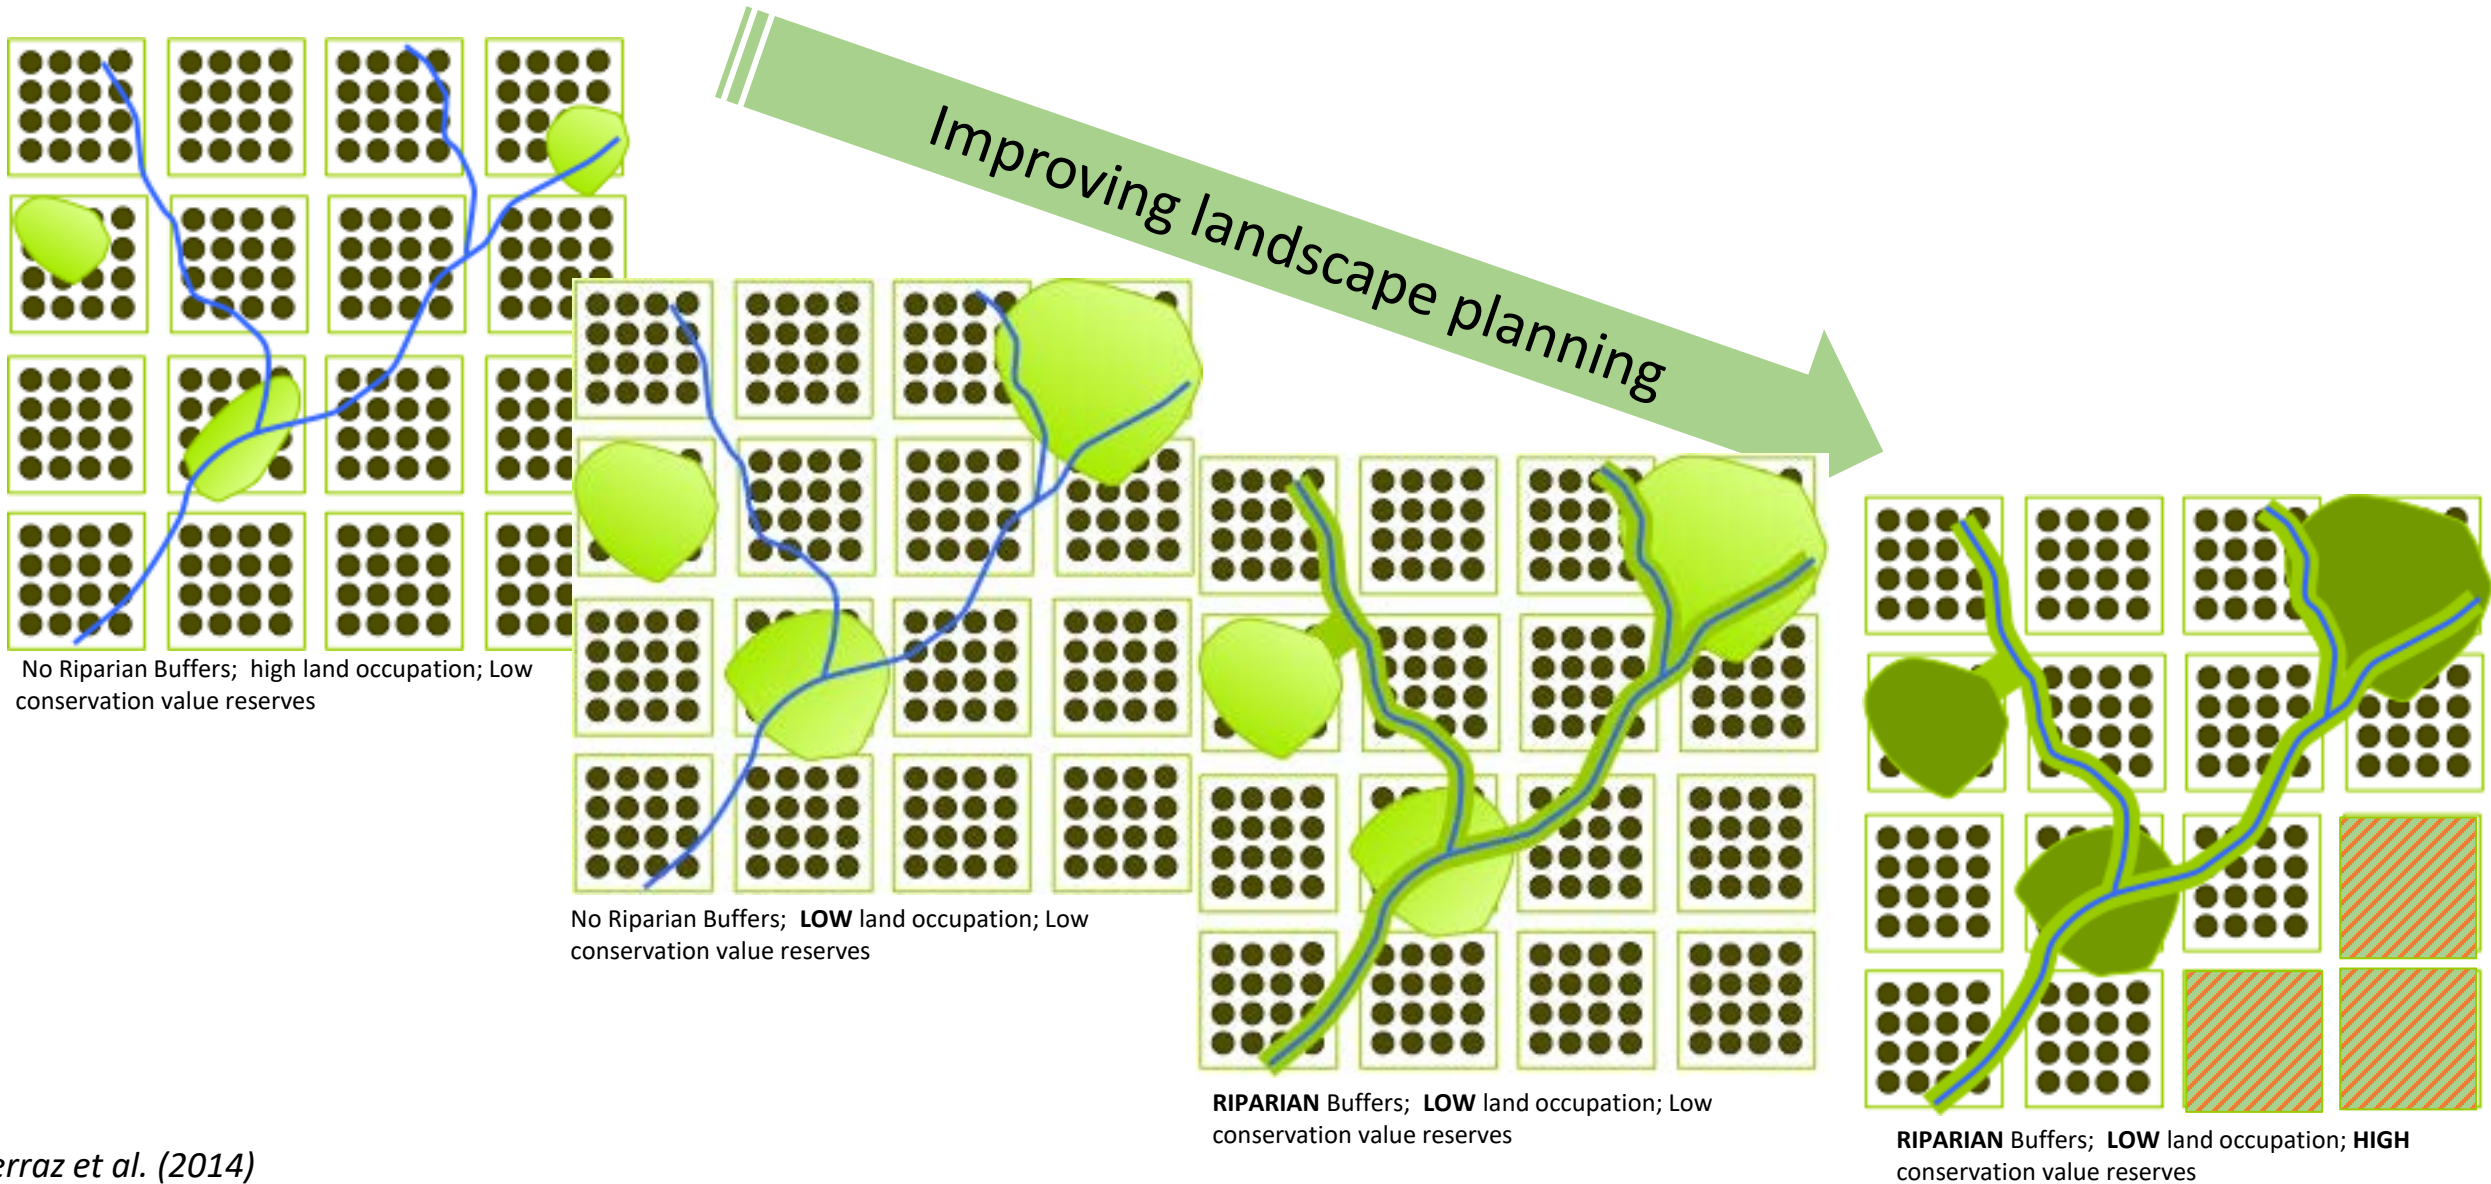 Improving landscape planning
No Riparian Buffers; high land occupation; Low
conservation value reserves
No Riparian Buffers; LOW land occupation; Low
conservation value reserves
RIPARIAN Buffers; LOW land occupation; Low
conservation value reserves
RIPARIAN Buffers; LOW land occupation; HIGH
conservation value reserves
erraz et al. (2014)